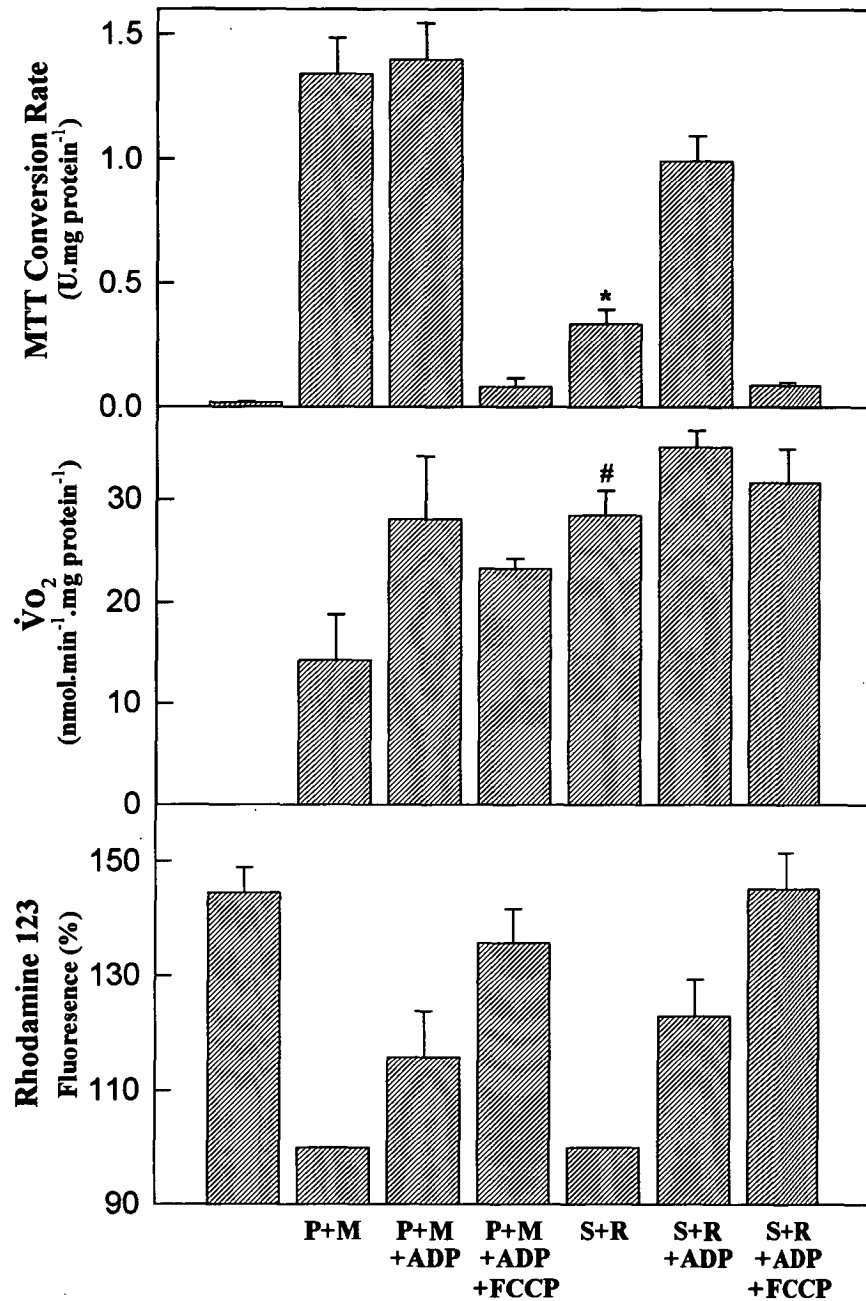 MTT Conversion Rate
(U.mg protein⁻¹)
1.5
1.0
0.5
0.0
*
V̇O₂
(nmol.min⁻¹.mg protein⁻¹)
30
20
10
0
#
Rhodamine 123
Fluoresence (%)
150
130
110
90
P+M
P+M
+ADP
P+M
+ADP
+FCCP
S+R
S+R
+ADP
S+R
+ADP
+FCCP